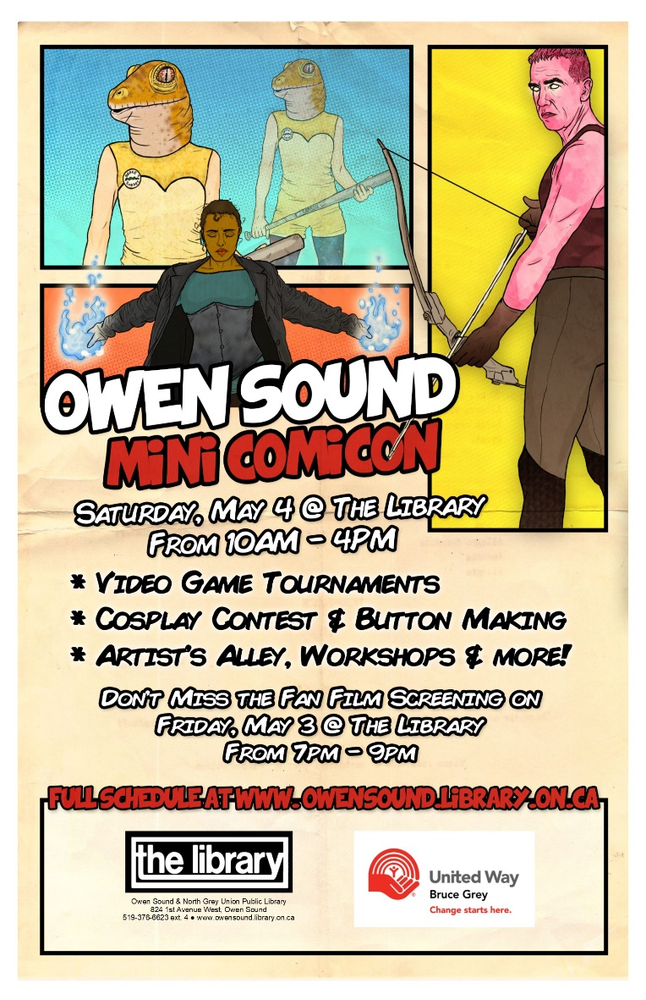 OWEN SOUND
MiNi COMiCON
SATURDAY, MAY 4 @ THE LIBRARY
FROM 10AM - 4PM
* VIDEO GAME TOURNAMENTS
* COSPLAY CONTEST & BUTTON MAKING
* ARTIST'S ALLEY, WORKSHOPS & MORE!
DON'T MISS THE FAN FILM SCREENING ON
FRIDAY, MAY 3 @ THE LIBRARY
FROM 7PM - 9PM
FULL SCHEDULE AT WWW.OWENSOUND.LiBRARY.ON.CA
the library
Owen Sound & North Grey Union Public Library
824 1st Avenue West, Owen Sound
519-376-6623 ext. 4 ● www.owensound.library.on.ca
United Way
Bruce Grey
Change starts here.